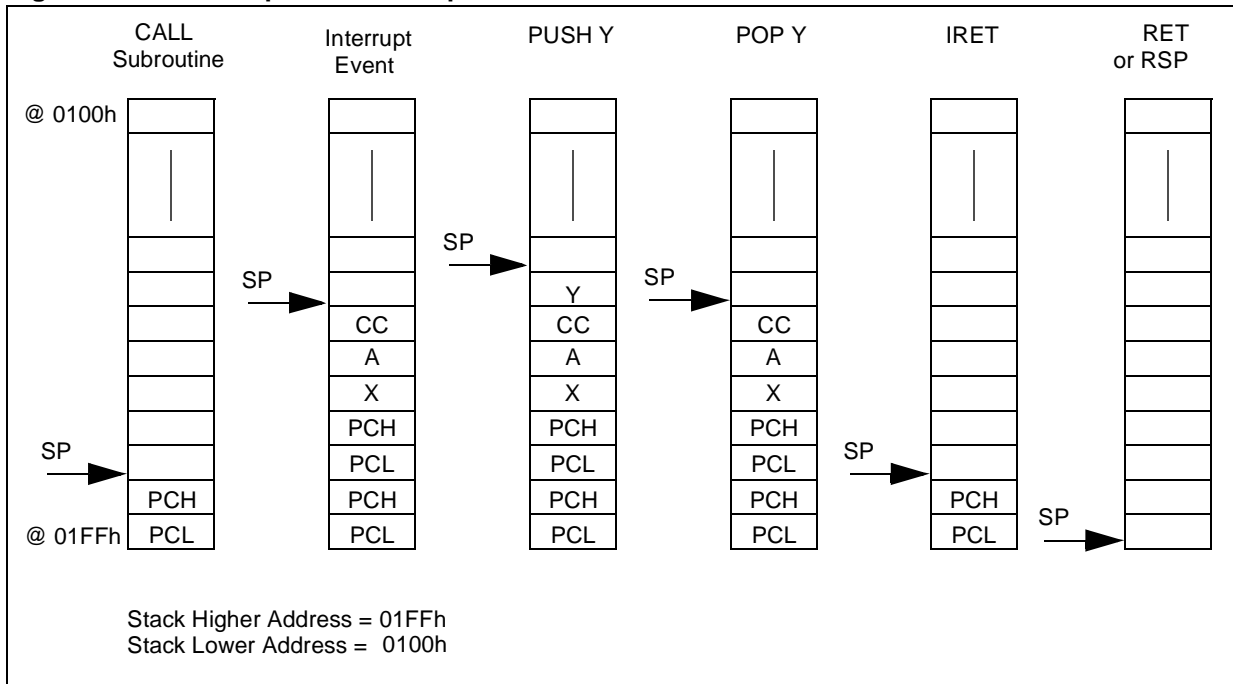 CALL
Subroutine
Interrupt
Event
PUSH Y
POP Y
IRET
RET
or RSP
@ 0100h
SP
SP
SP
Y
CC
CC
CC
A
A
A
X
X
X
PCH
PCH
PCH
SP
SP
PCL
PCL
PCL
PCH
PCH
PCH
PCH
PCH
SP
@ 01FFh
PCL
PCL
PCL
PCL
PCL
Stack Higher Address = 01FFh
Stack Lower Address = 0100h